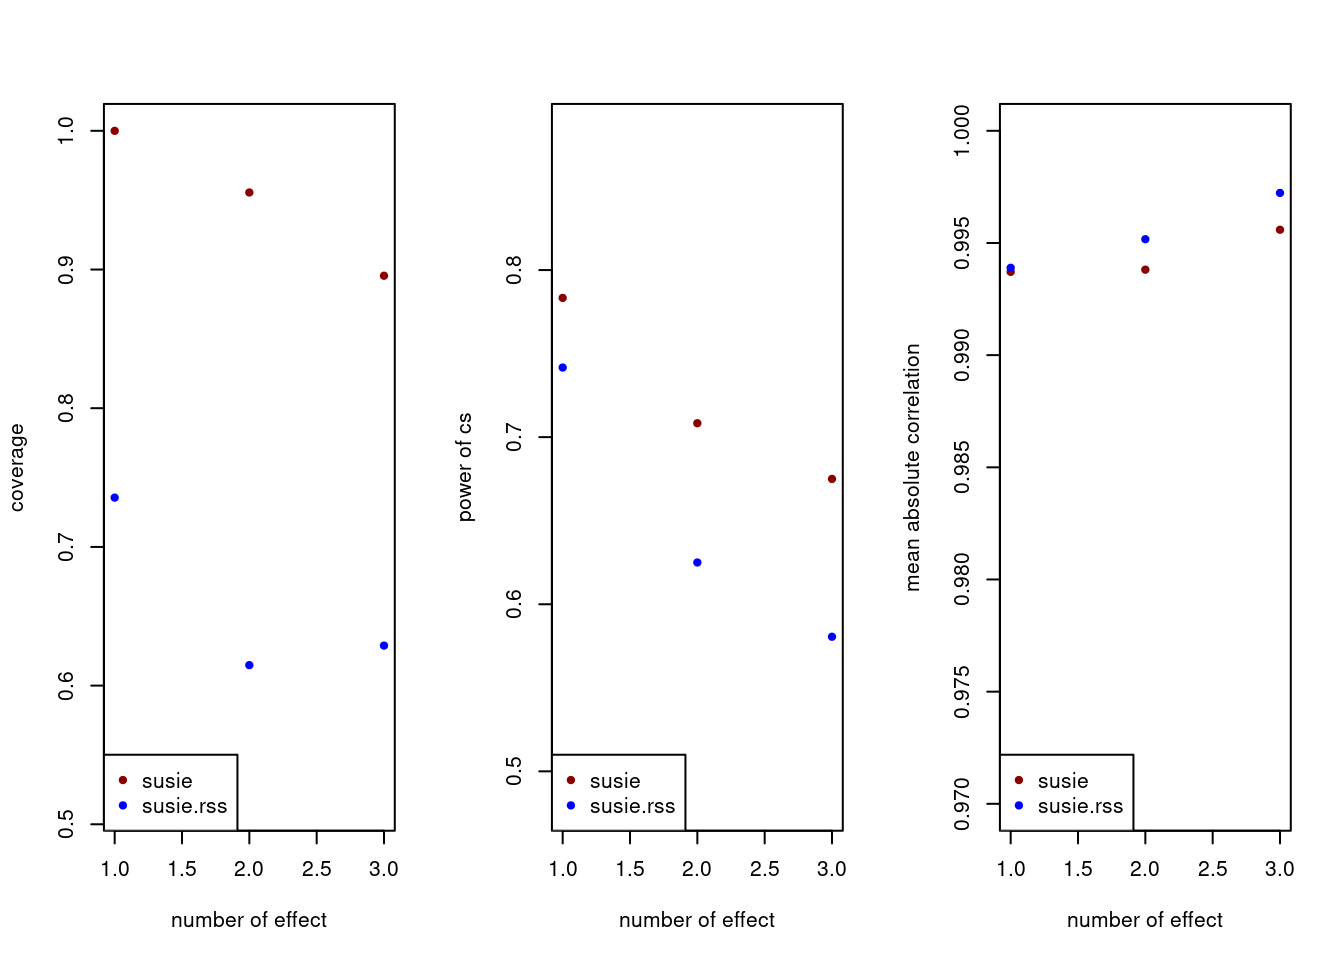 coverage
1.0
0.9
0.8
0.7
0.6
0.5
susie
susie.rss
1.0 1.5 2.0 2.5 3.0
number of effect
power of cs
0.8
0.7
0.6
0.5
susie
susie.rss
1.0 1.5 2.0 2.5 3.0
number of effect
mean absolute correlation
1.000
0.995
0.990
0.985
0.980
0.975
0.970
susie
susie.rss
1.0 1.5 2.0 2.5 3.0
number of effect